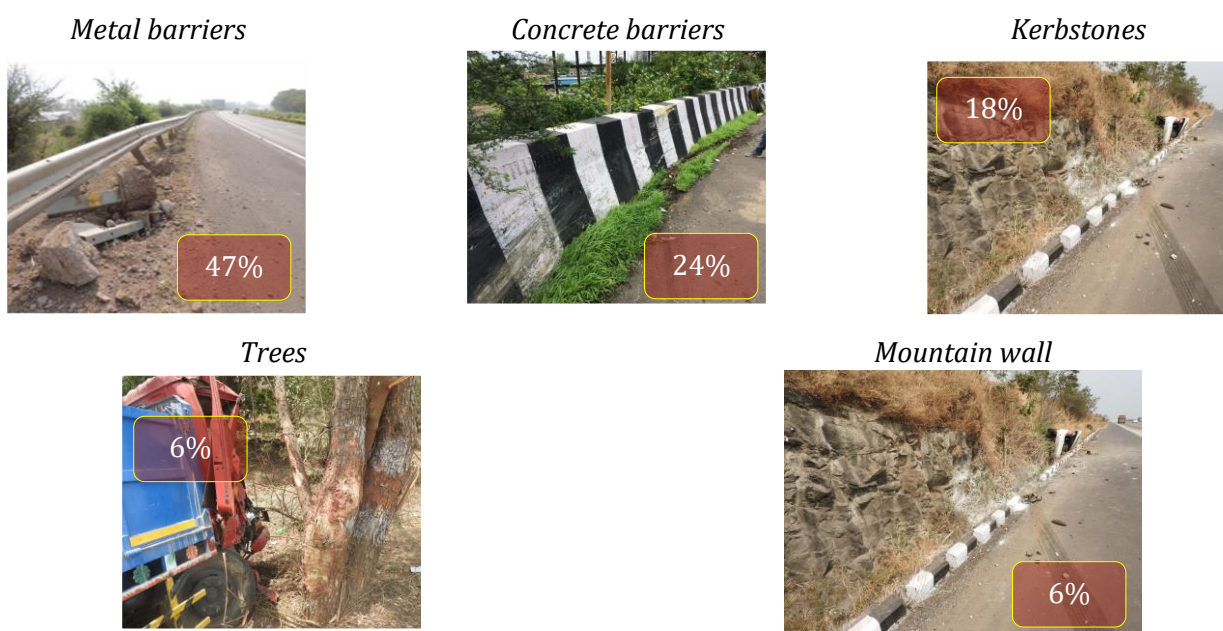 Metal barriers
Concrete barriers
Kerbstones
47%
24%
18%
Trees
Mountain wall
6%
6%